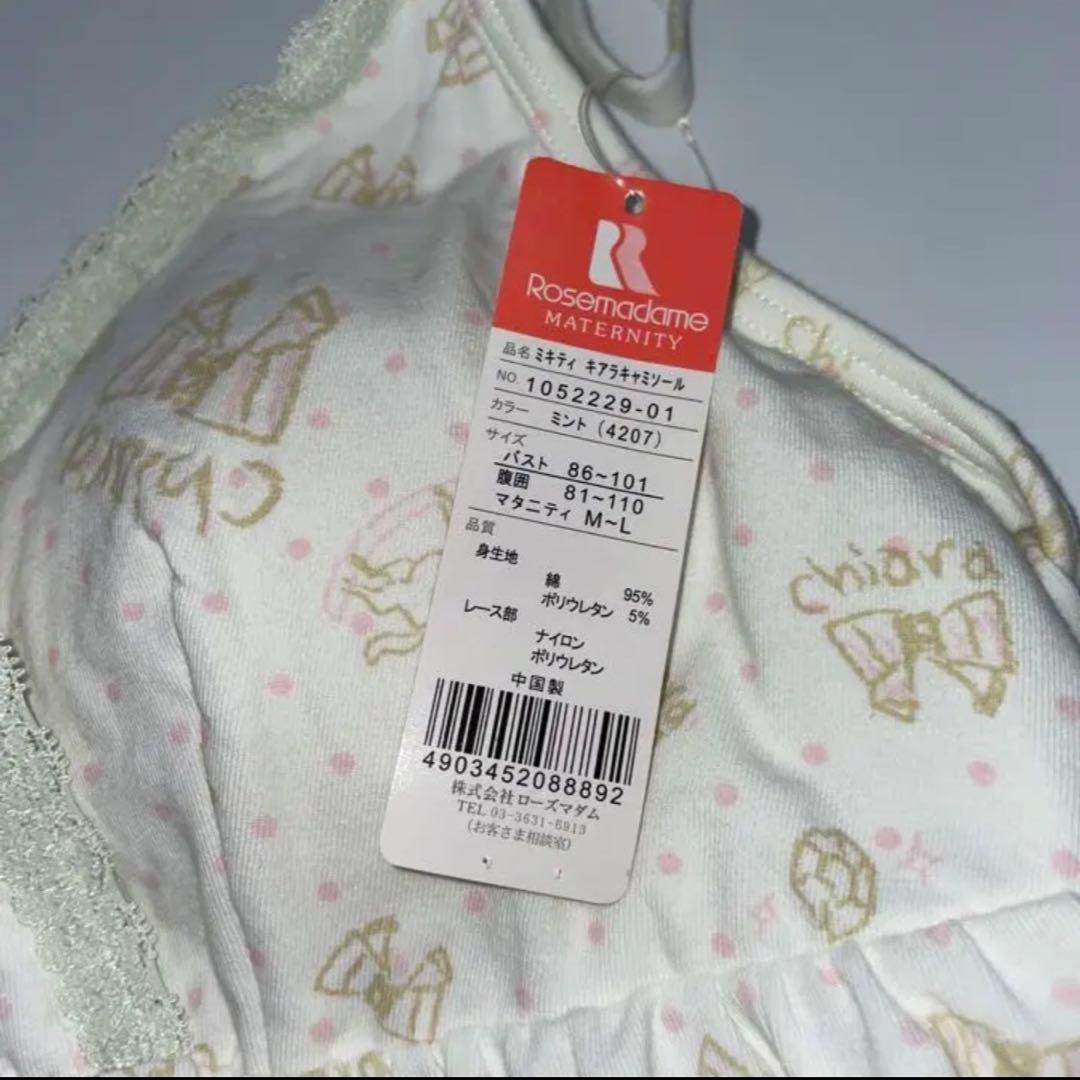 Rosemadame
MATERNITY
品名 ミキティ キアラキャミソール
NO. 1052229-01
カラー ミント (4207)
サイズ
バスト 86~101
腹囲 81~110
マタニティ M~L
品質
身生地
綿 95%
ポリウレタン 5%
レース部
ナイロン
ポリウレタン
中国製
4903452088892
株式会社ローズマダム
TEL 03-3631-6913
(お客さま相談室)
chiara